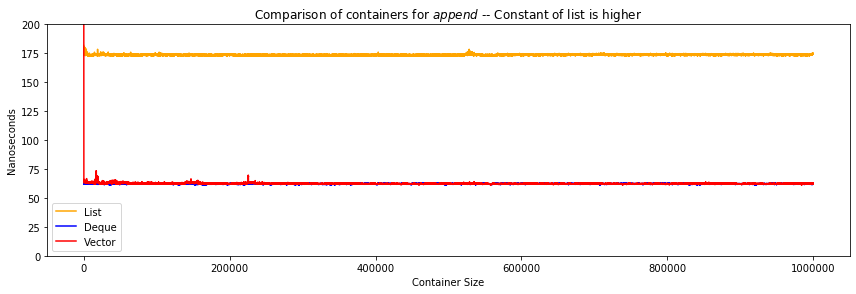 Comparison of containers for append -- Constant of list is higher
200
175
150
125
100
75
50
25
0
Nanoseconds
List
Deque
Vector
0
200000
400000
600000
800000
1000000
Container Size